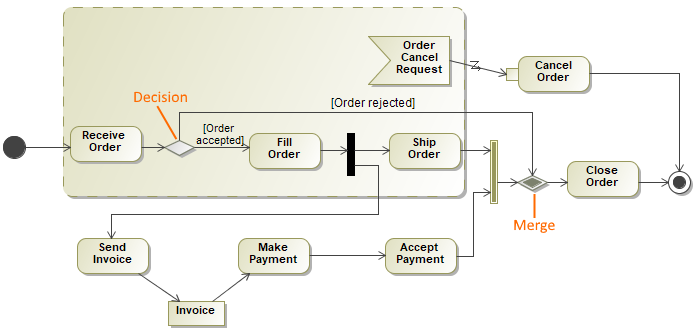 Order
Cancel
Request
Cancel
Order
Decision
[Order rejected]
Receive
Order
[Order
accepted]
Fill
Order
Ship
Order
Close
Order
Merge
Send
Invoice
Make
Payment
Accept
Payment
Invoice